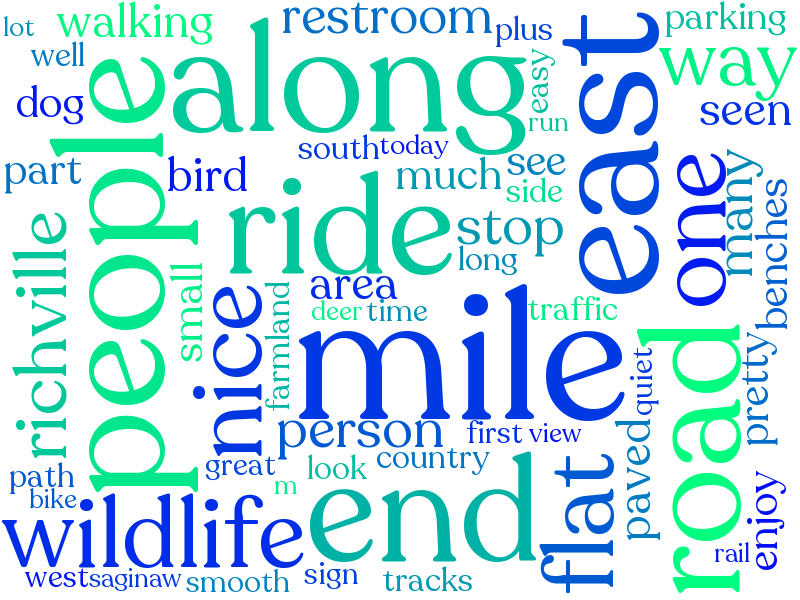 lot
walking
restroom
plus
parking
well
people
along
easy
east
way
dog
run
seen
south
today
part
bird
much
see
side
one
many
benches
richville
small
ride
stop
long
area
nice
farmland
deer
time
traffic
mile
road
quiet
pretty
person
first
view
paved
path
great
look
country
m
bike
wildlife
end
flat
enjoy
rail
west
saginaw
smooth
sign
tracks